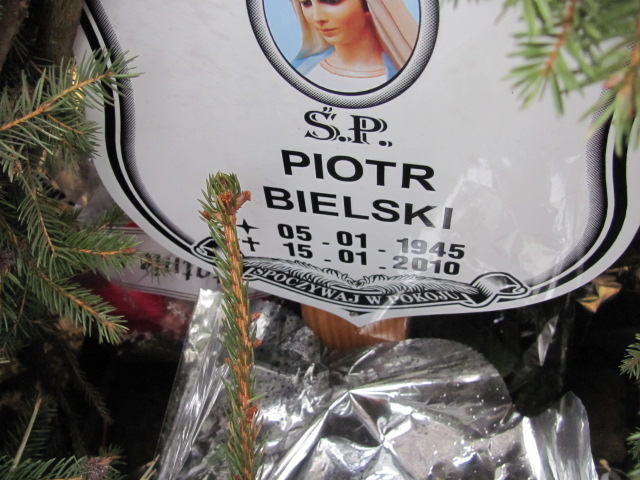 Ś.P.
PIOTR
BIELSKI
05 - 01 - 1945
15 - 01 - 2010
SPOCZYWAJ W POKOJU